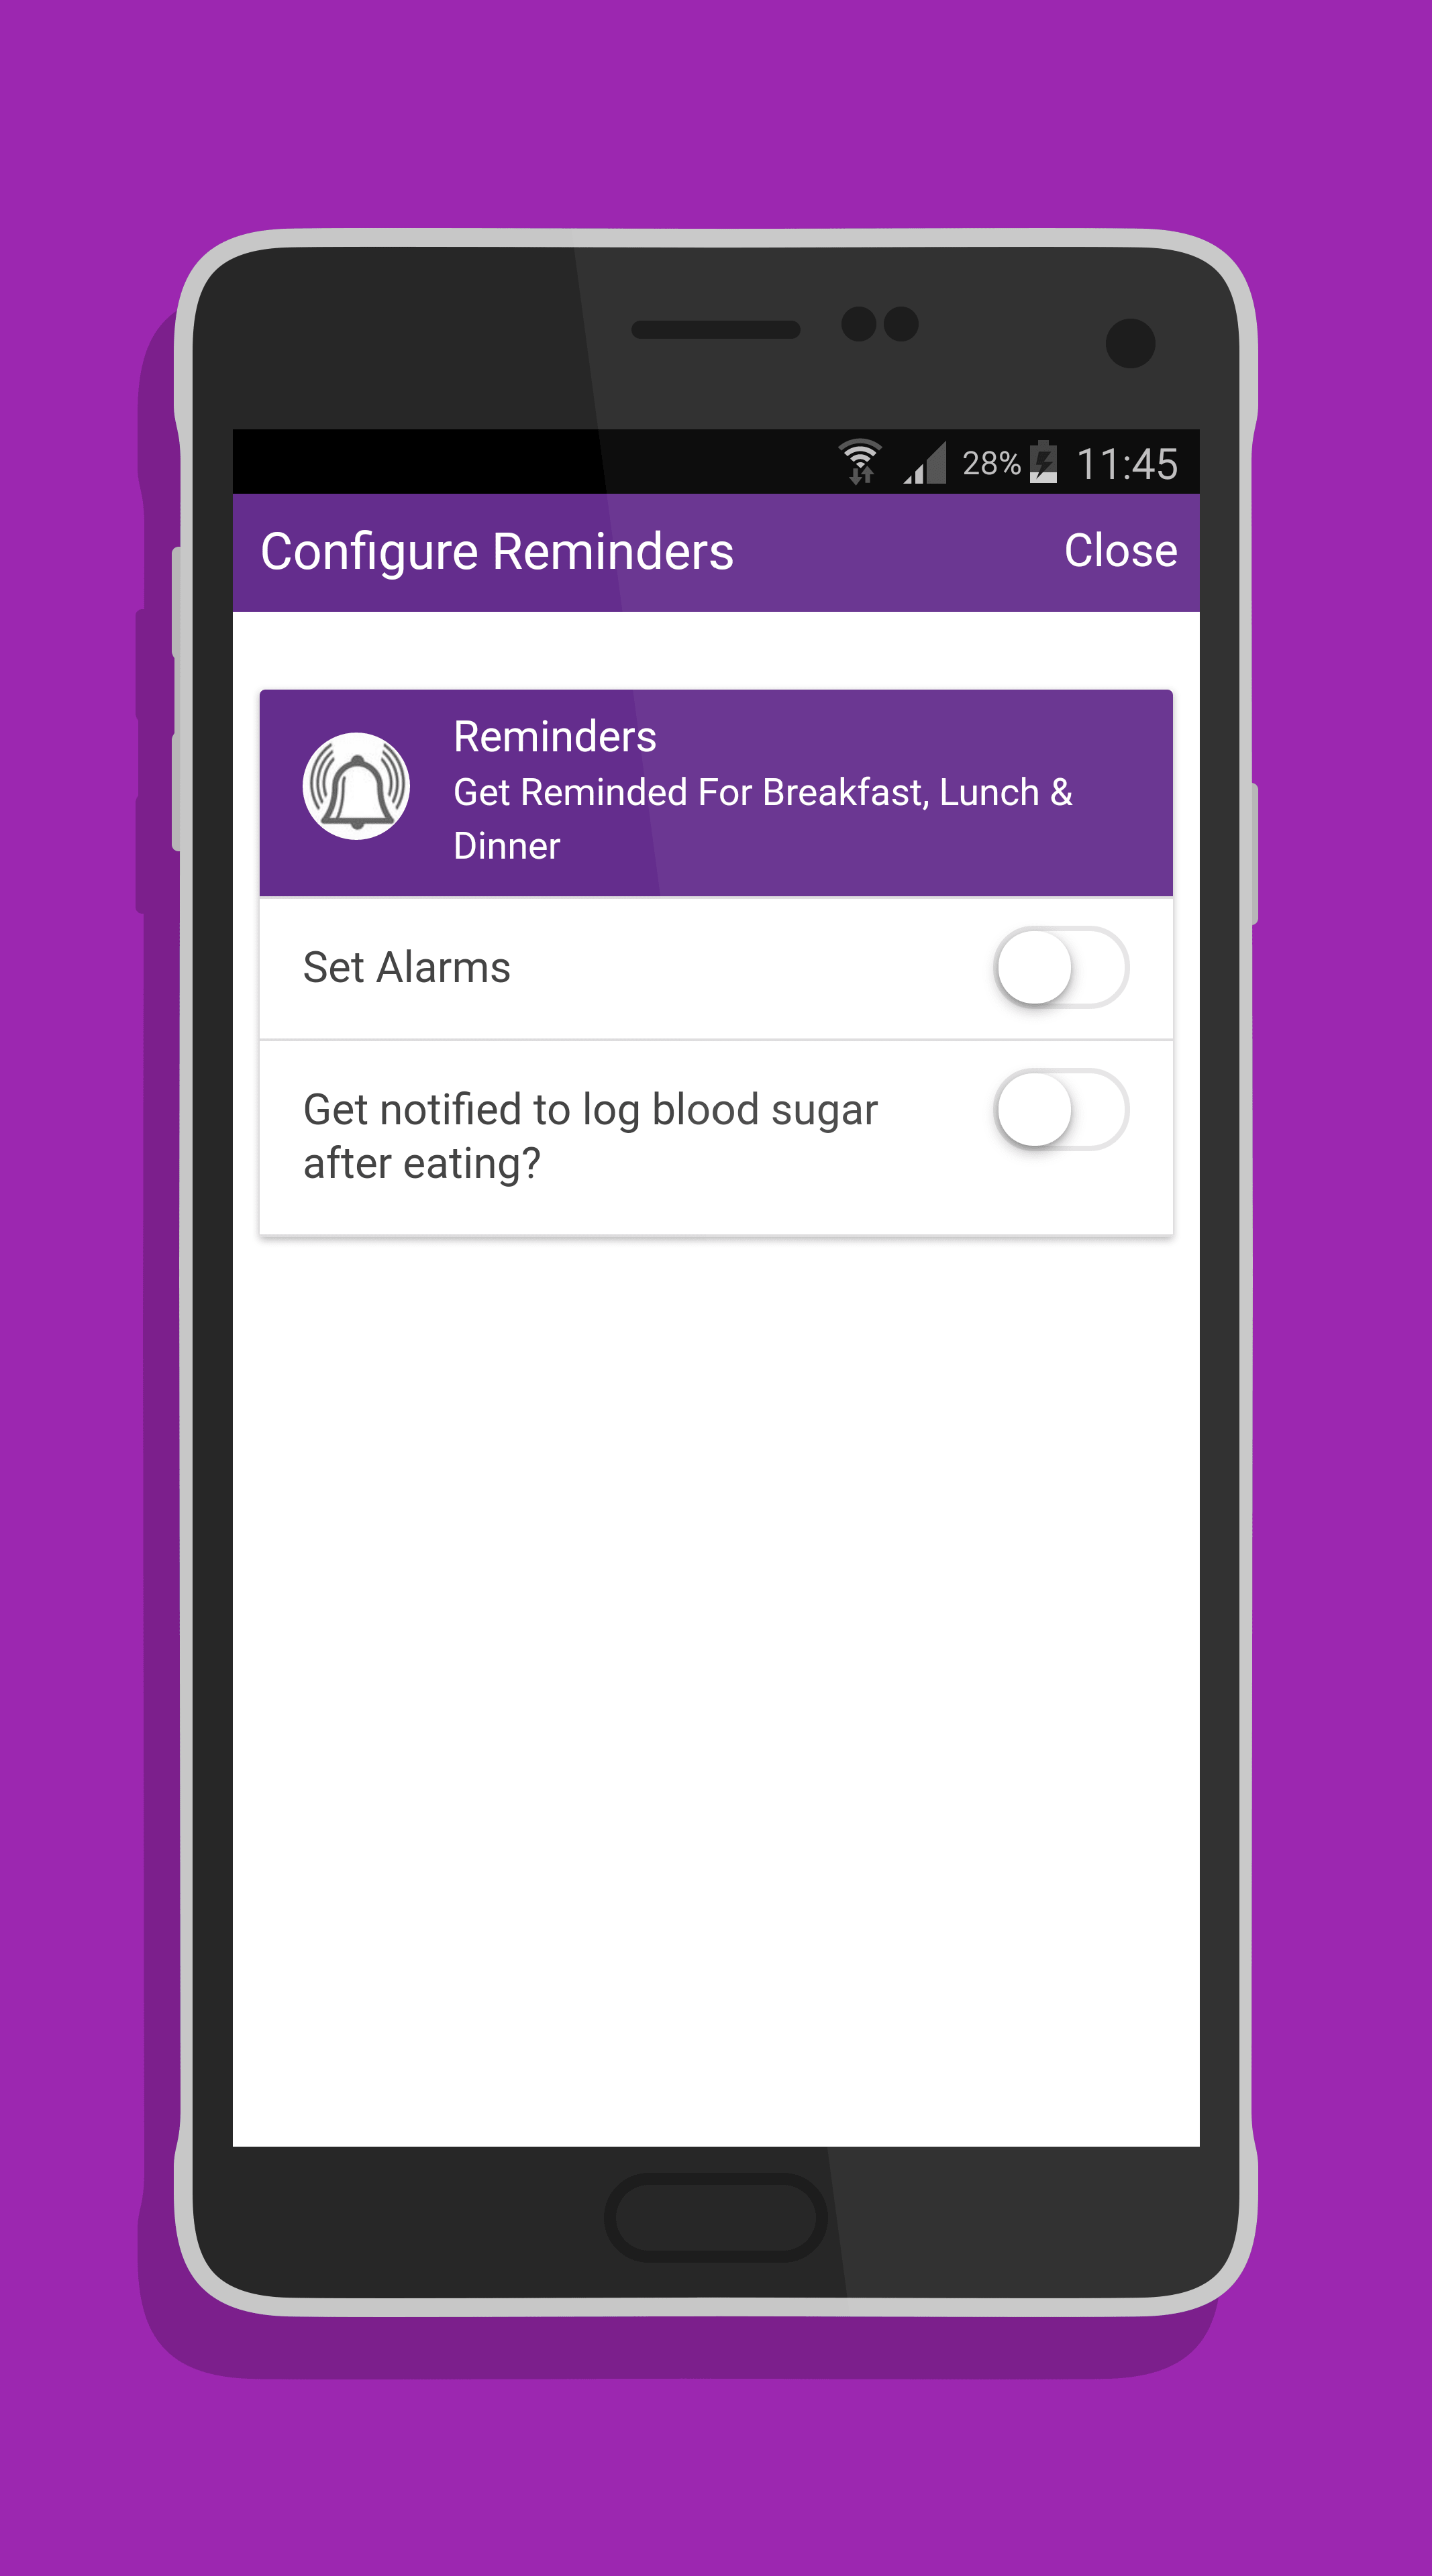 28% 11:45
Configure Reminders Close
Reminders
Get Reminded For Breakfast, Lunch &
Dinner
Set Alarms
Get notified to log blood sugar
after eating?